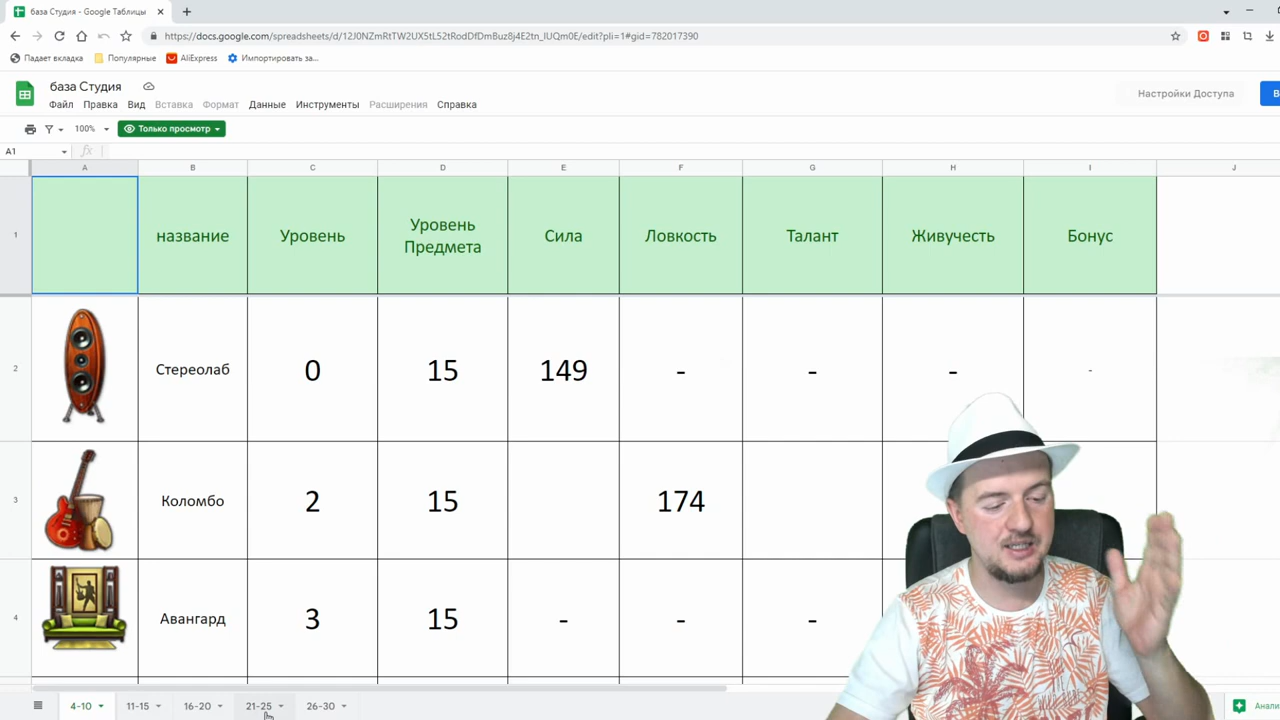 база Студия - Google Таблицы
https://docs.google.com/spreadsheets/d/12J0NZmRtTW2UX5tL52tRodDfDmBuz8j4E2tn_IUQm0E/edit?pli=1#gid=782017390
Падает вкладка Популярные AliExpress Импортировать за...
база Студия
Файл Правка Вид Вставка Формат Данные Инструменты Расширения Справка
Настройки Доступа
100% Только просмотр
A1
A B C D E F G H I J
1 название Уровень Уровень Предмета Сила Ловкость Талант Живучесть Бонус
2 Стереолаб 0 15 149 - - - -
3 Коломбо 2 15 174
4 Авангард 3 15 - - -
4-10 11-15 16-20 21-25 26-30